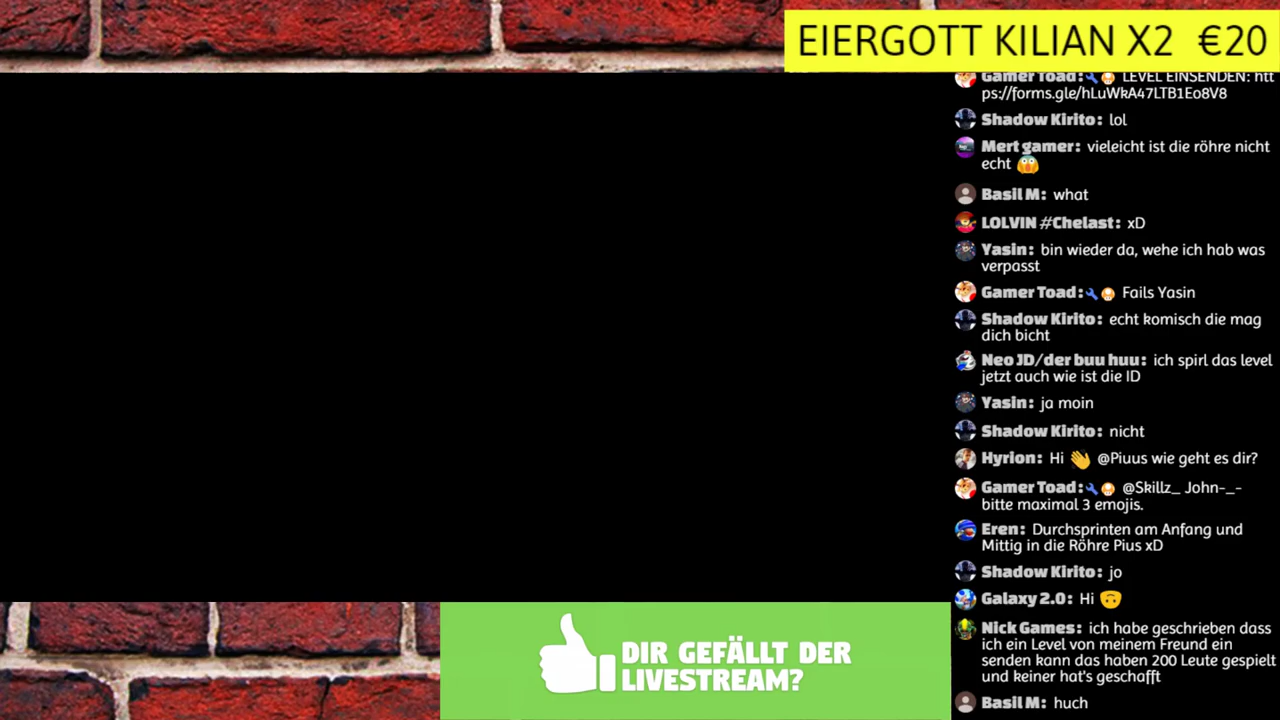 EIERGOTT KILIAN X2 €20
Gamer Toad: LEVEL EINSENDEN: htt
ps://forms.gle/hLuWkA47LTB1Eo8V8
Shadow Kirito: lol
Mert gamer: vieleicht ist die röhre nicht
echt 😱
Basil M: what
LOLVIN #Chelast: xD
Yasin: bin wieder da, wehe ich hab was
verpasst
Gamer Toad: Fails Yasin
Shadow Kirito: echt komisch die mag
dich bicht
Neo JD/der buu huu: ich spirl das level
jetzt auch wie ist die ID
Yasin: ja moin
Shadow Kirito: nicht
Hyrion: Hi 👋 @Piuus wie geht es dir?
Gamer Toad: @Skillz_ John-_-
bitte maximal 3 emojis.
Eren: Durchsprinten am Anfang und
Mittig in die Röhre Pius xD
Shadow Kirito: jo
Galaxy 2.0: Hi 🙃
Nick Games: ich habe geschrieben dass
ich ein Level von meinem Freund ein
senden kann das haben 200 Leute gespielt
und keiner hat's geschafft
Basil M: huch
DIR GEFÄLLT DER
LIVESTREAM?